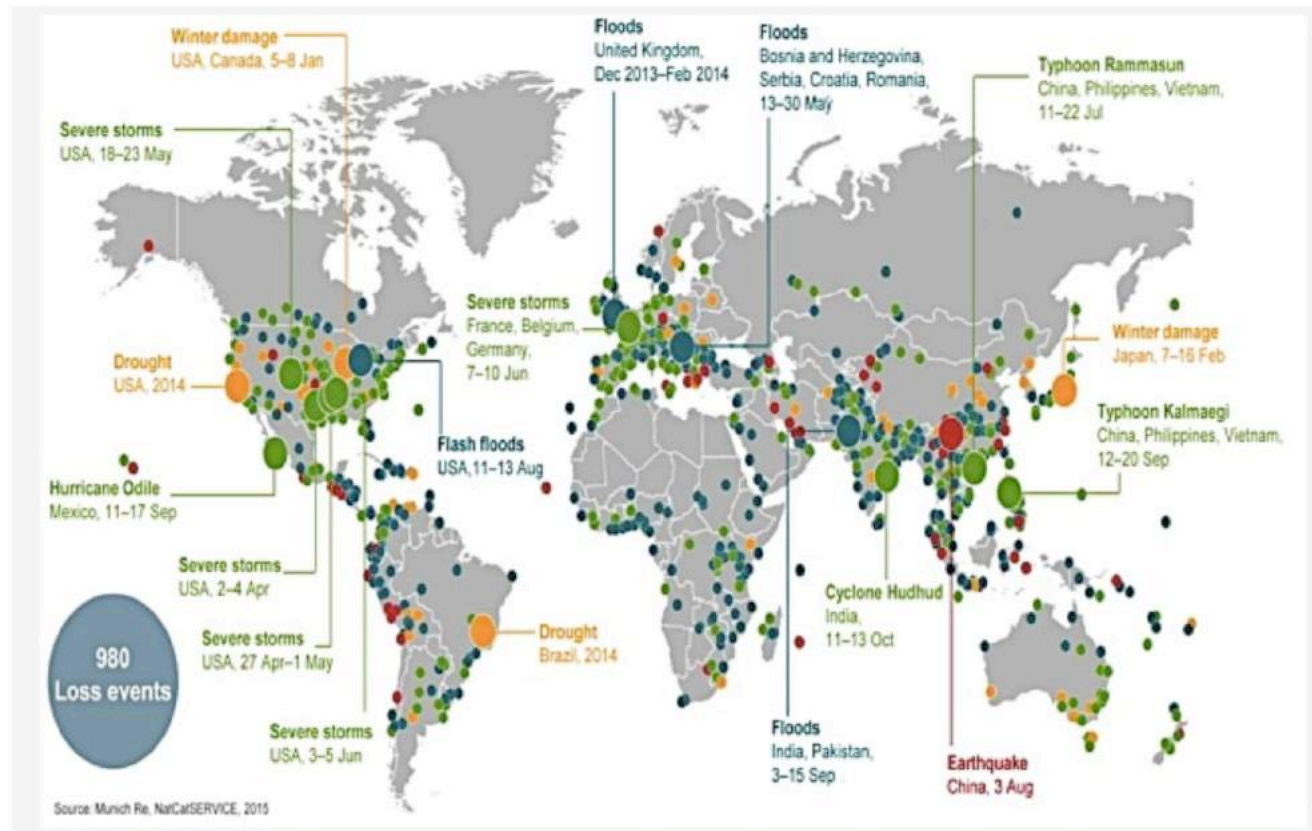 Winter damage
USA, Canada, 5–8 Jan
Floods
United Kingdom,
Dec 2013–Feb 2014
Floods
Bosnia and Herzegovina,
Serbia, Croatia, Romania,
13–30 May
Typhoon Rammasun
China, Philippines, Vietnam,
11–22 Jul
Severe storms
USA, 18–23 May
Severe storms
France, Belgium,
Germany,
7–10 Jun
Winter damage
Japan, 7–16 Feb
Drought
USA, 2014
Typhoon Kalmaegi
China, Philippines, Vietnam,
12–20 Sep
Flash floods
USA, 11–13 Aug
Hurricane Odile
Mexico, 11–17 Sep
Severe storms
USA, 2–4 Apr
Cyclone Hudhud
India,
11–13 Oct
Severe storms
USA, 27 Apr–1 May
Drought
Brazil, 2014
980
Loss events
Severe storms
USA, 3–5 Jun
Floods
India, Pakistan,
3–15 Sep
Earthquake
China, 3 Aug
Source: Munich Re, NatCatSERVICE, 2015